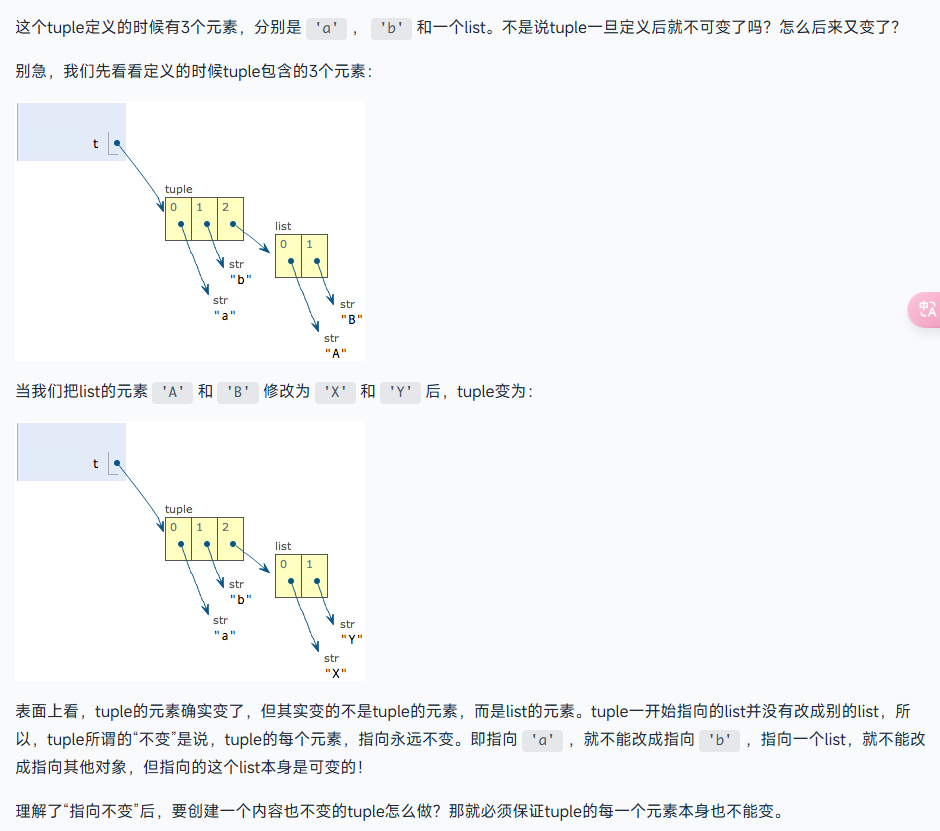 这个tuple定义的时候有3个元素，分别是 'a' ， 'b' 和一个list。不是说tuple一旦定义后就不可变了吗？怎么后来又变了？
别急，我们先看看定义的时候tuple包含的3个元素：
t
tuple
0 1 2
list
0 1
str
"b"
str
"a"
str
"B"
str
"A"
当我们把list的元素 'A' 和 'B' 修改为 'X' 和 'Y' 后，tuple变为：
t
tuple
0 1 2
list
0 1
str
"b"
str
"a"
str
"Y"
str
"X"
表面上看，tuple的元素确实变了，但其实变的不是tuple的元素，而是list的元素。tuple一开始指向的list并没有改成别的list，所
以，tuple所谓的“不变”是说，tuple的每个元素，指向永远不变。即指向 'a' ，就不能改成指向 'b' ，指向一个list，就不能改
成指向其他对象，但指向的这个list本身是可变的！
理解了“指向不变”后，要创建一个内容也不变的tuple怎么做？那就必须保证tuple的每一个元素本身也不能变。
中
A